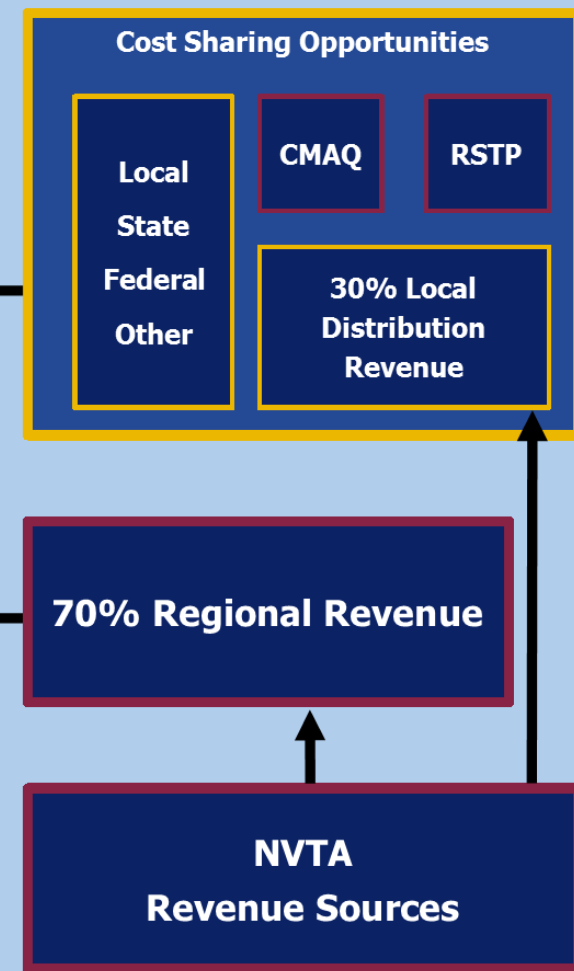 Cost Sharing Opportunities
Local
State
Federal
Other
CMAQ
RSTP
30% Local
Distribution
Revenue
70% Regional Revenue
NVTA
Revenue Sources